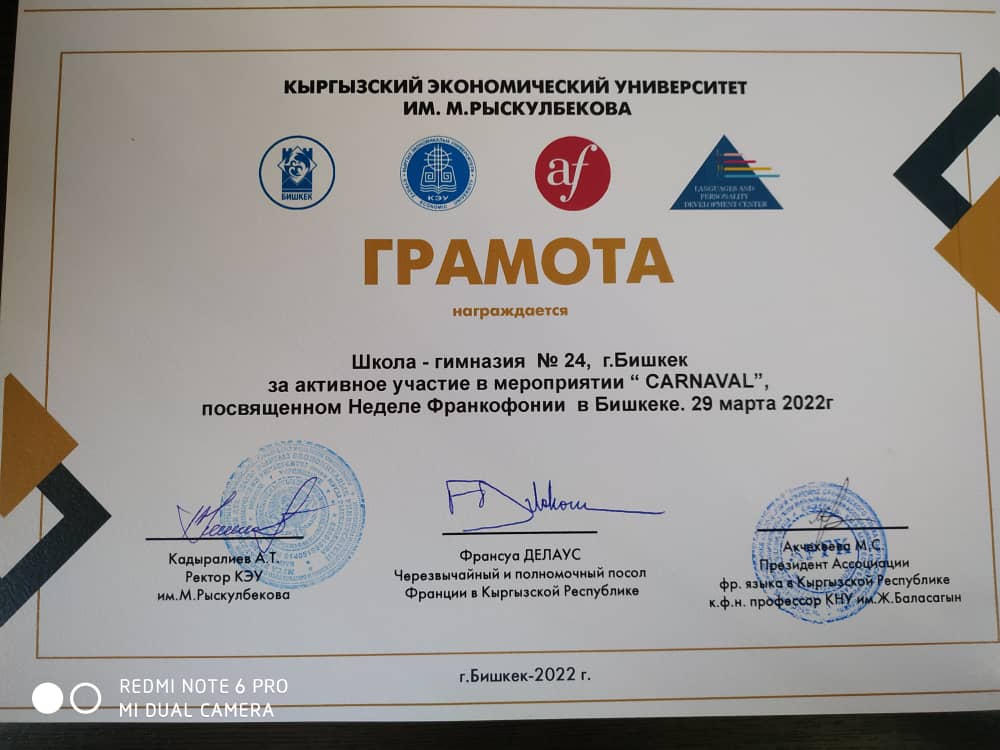 КЫРГЫЗСКИЙ ЭКОНОМИЧЕСКИЙ УНИВЕРСИТЕТ
ИМ. М.РЫСКУЛБЕКОВА
БИШКЕК
КЭУ
af
LANGUAGES AND
PERSONALITY
DEVELOPMENT CENTER
ГРАМОТА
награждается
Школа - гимназия № 24, г.Бишкек
за активное участие в мероприятии “ CARNAVAL”,
посвященном Неделе Франкофонии в Бишкеке. 29 марта 2022г
Кадыралиев А.Т.
Ректор КЭУ
им.М.Рыскулбекова
Франсуа ДЕЛАУС
Черезвычайный и полномочный посол
Франции в Кыргызской Республике
Акчекеева М.С.
Президент Ассоциации
фр. языка в Кыргызской Республике
к.ф.н. профессор КНУ им.Ж.Баласагын
г.Бишкек-2022 г.
REDMI NOTE 6 PRO
MI DUAL CAMERA